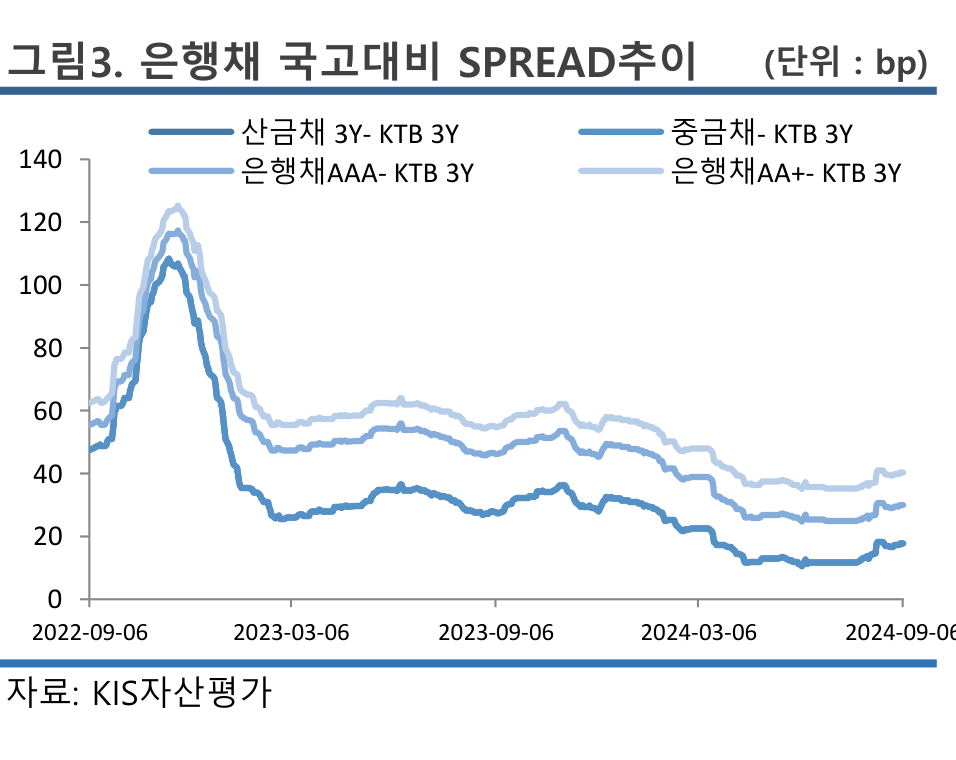 그림3. 은행채 국고대비 SPREAD추이 (단위 : bp)
산금채 3Y- KTB 3Y 중금채- KTB 3Y
은행채AAA- KTB 3Y 은행채AA+- KTB 3Y
140
120
100
80
60
40
20
0
2022-09-06 2023-03-06 2023-09-06 2024-03-06 2024-09-06
자료: KIS자산평가